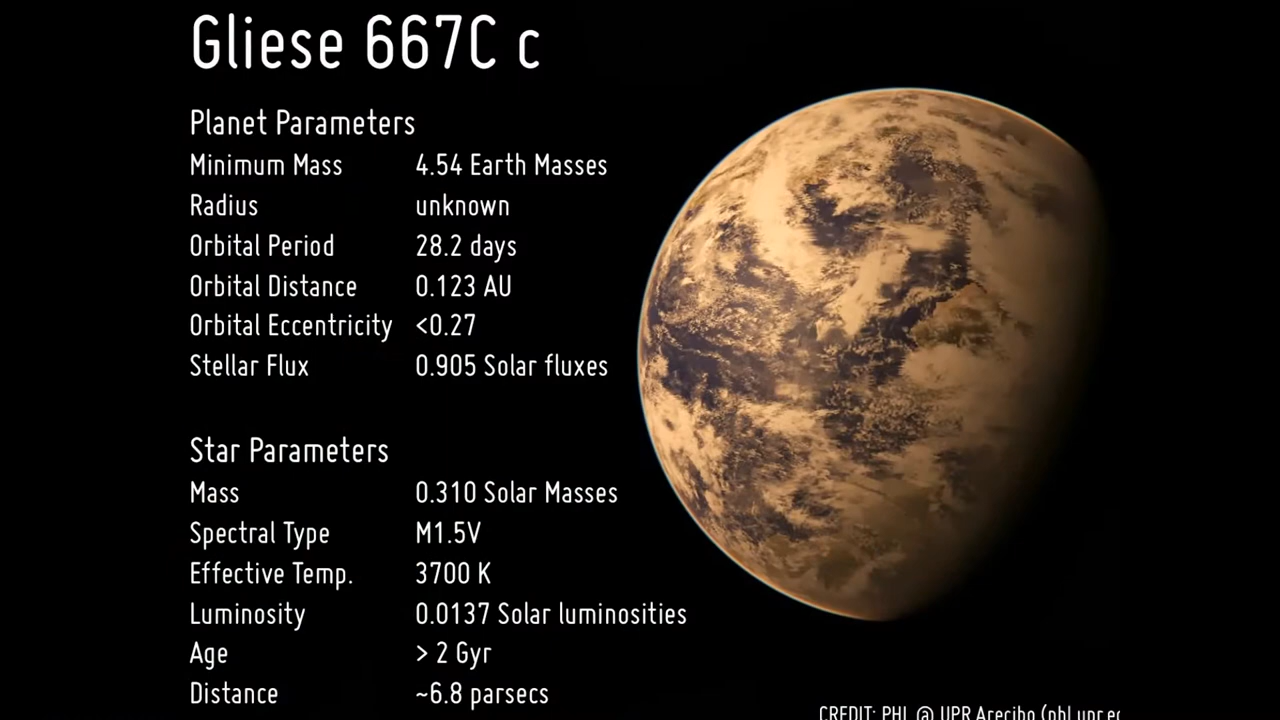 Gliese 667C c
Planet Parameters
Minimum Mass 4.54 Earth Masses
Radius unknown
Orbital Period 28.2 days
Orbital Distance 0.123 AU
Orbital Eccentricity <0.27
Stellar Flux 0.905 Solar fluxes
Star Parameters
Mass 0.310 Solar Masses
Spectral Type M1.5V
Effective Temp. 3700 K
Luminosity 0.0137 Solar luminosities
Age > 2 Gyr
Distance ~6.8 parsecs
CREDIT: PHL @ UPR Arecibo